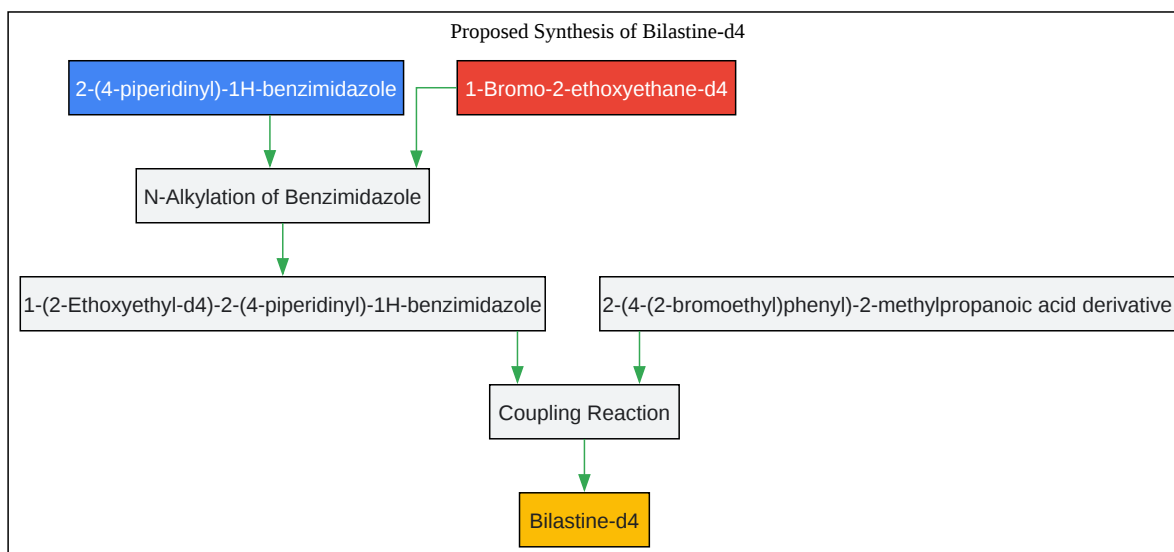 Proposed Synthesis of Bilastine-d4
2-(4-piperidinyl)-1H-benzimidazole
1-Bromo-2-ethoxyethane-d4
N-Alkylation of Benzimidazole
1-(2-Ethoxyethyl-d4)-2-(4-piperidinyl)-1H-benzimidazole
2-(4-(2-bromoethyl)phenyl)-2-methylpropanoic acid derivative
Coupling Reaction
Bilastine-d4